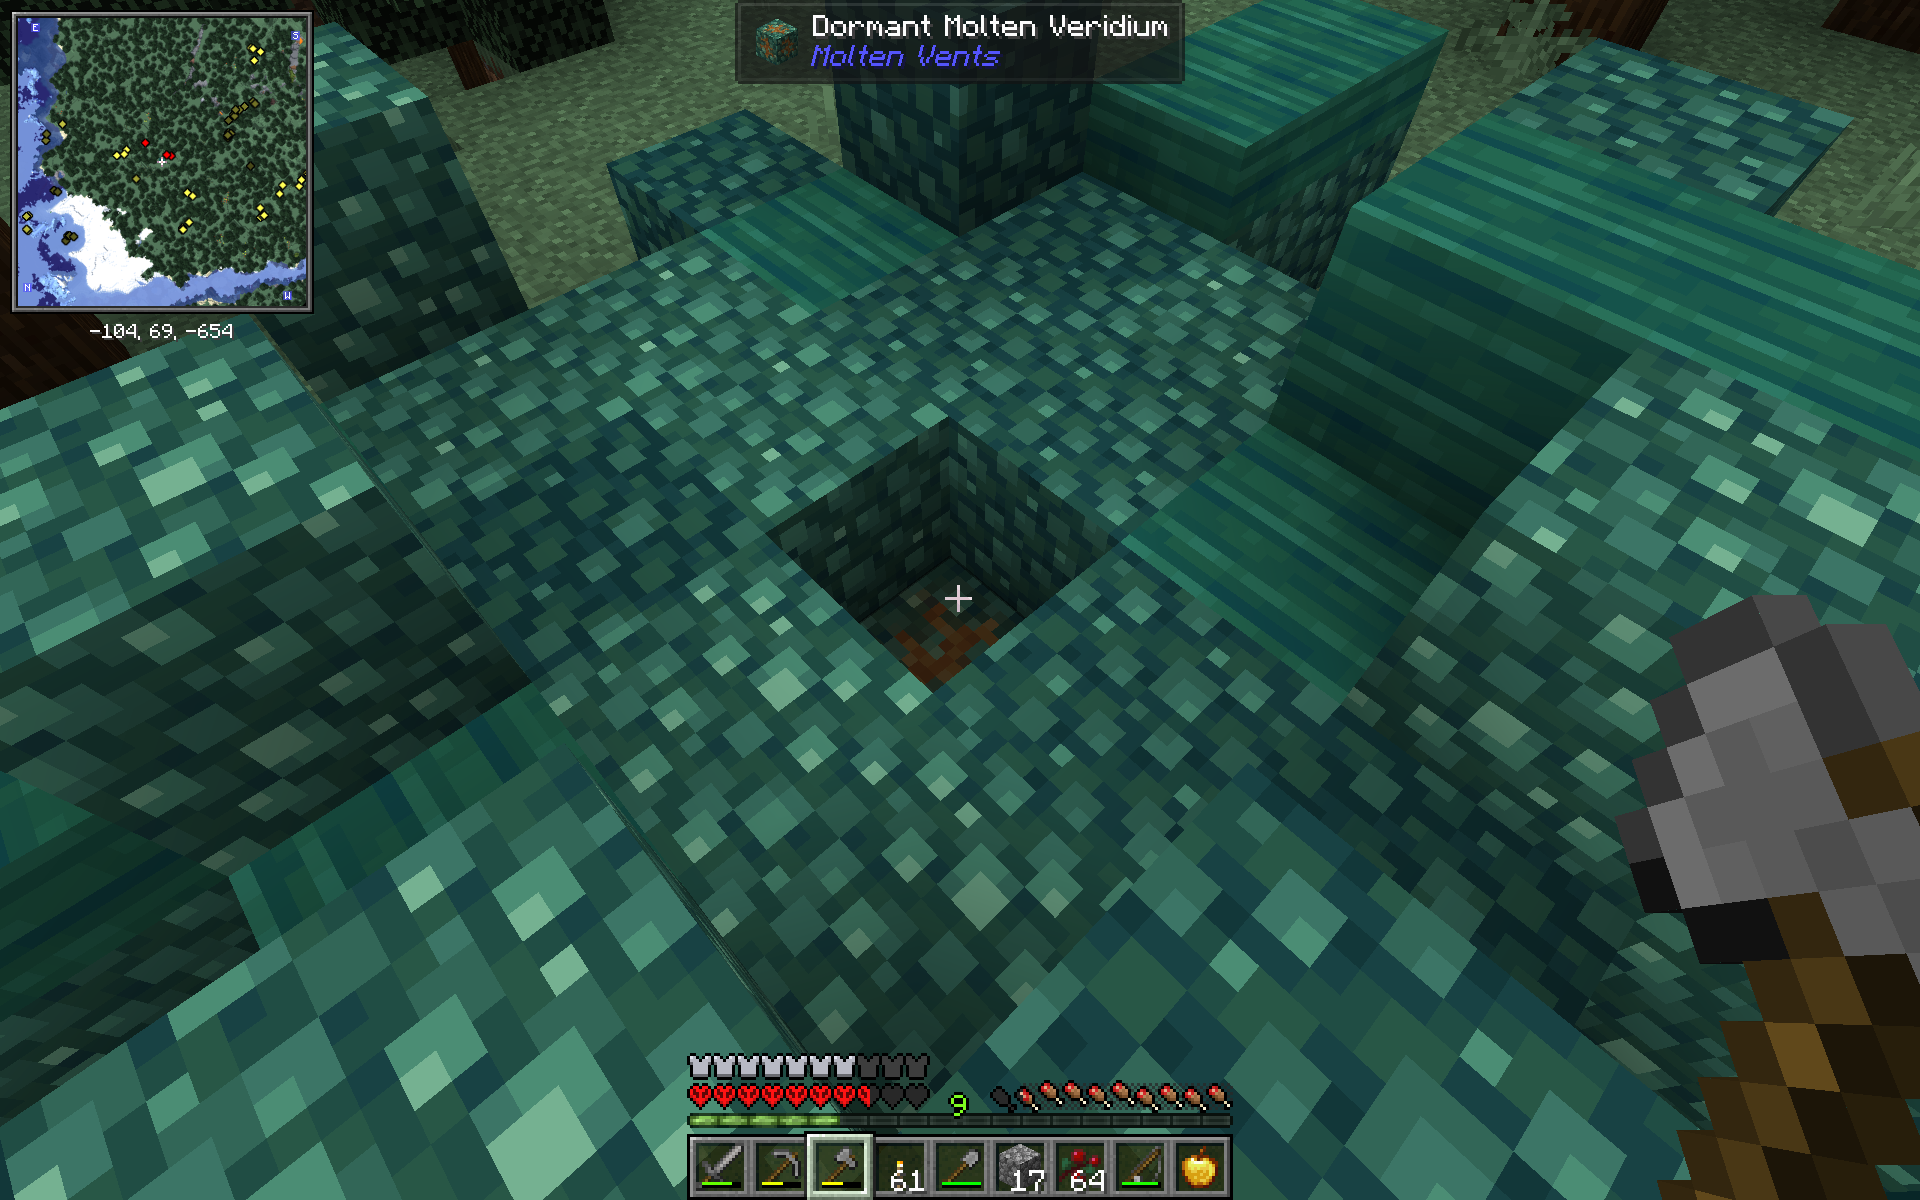 E
S
N
W
-104, 69, -654
Dormant Molten Veridium
Molten Vents
9
61
17
64